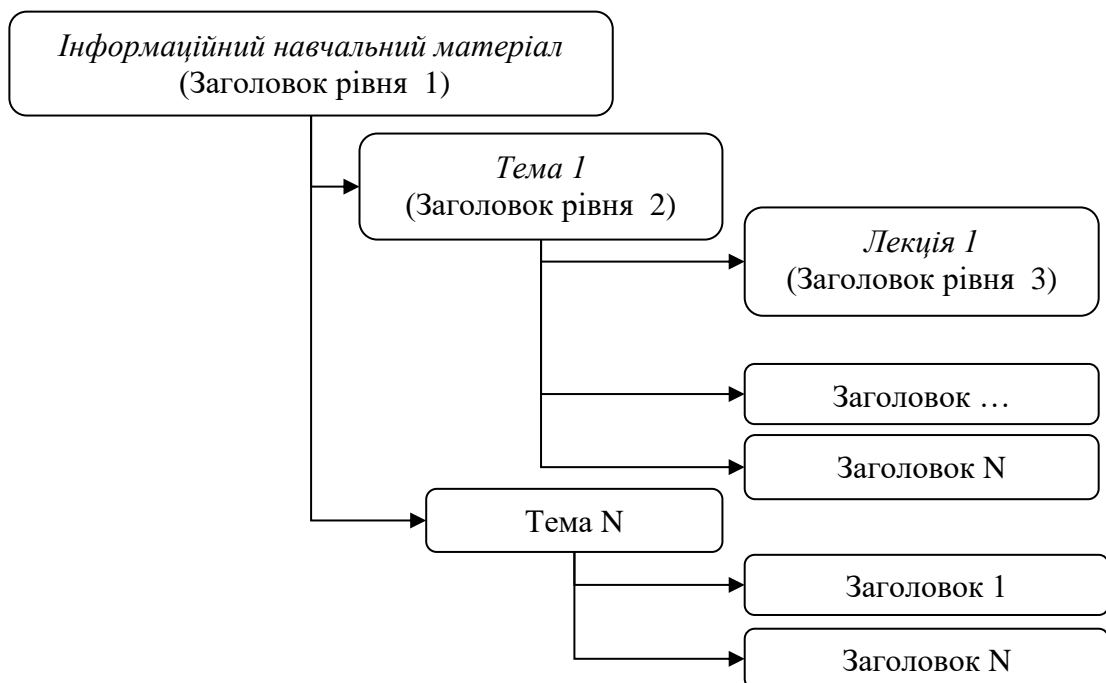 Інформаційний навчальний матеріал
(Заголовок рівня 1)
Тема 1
(Заголовок рівня 2)
Лекція 1
(Заголовок рівня 3)
Заголовок …
Заголовок N
Тема N
Заголовок 1
Заголовок N